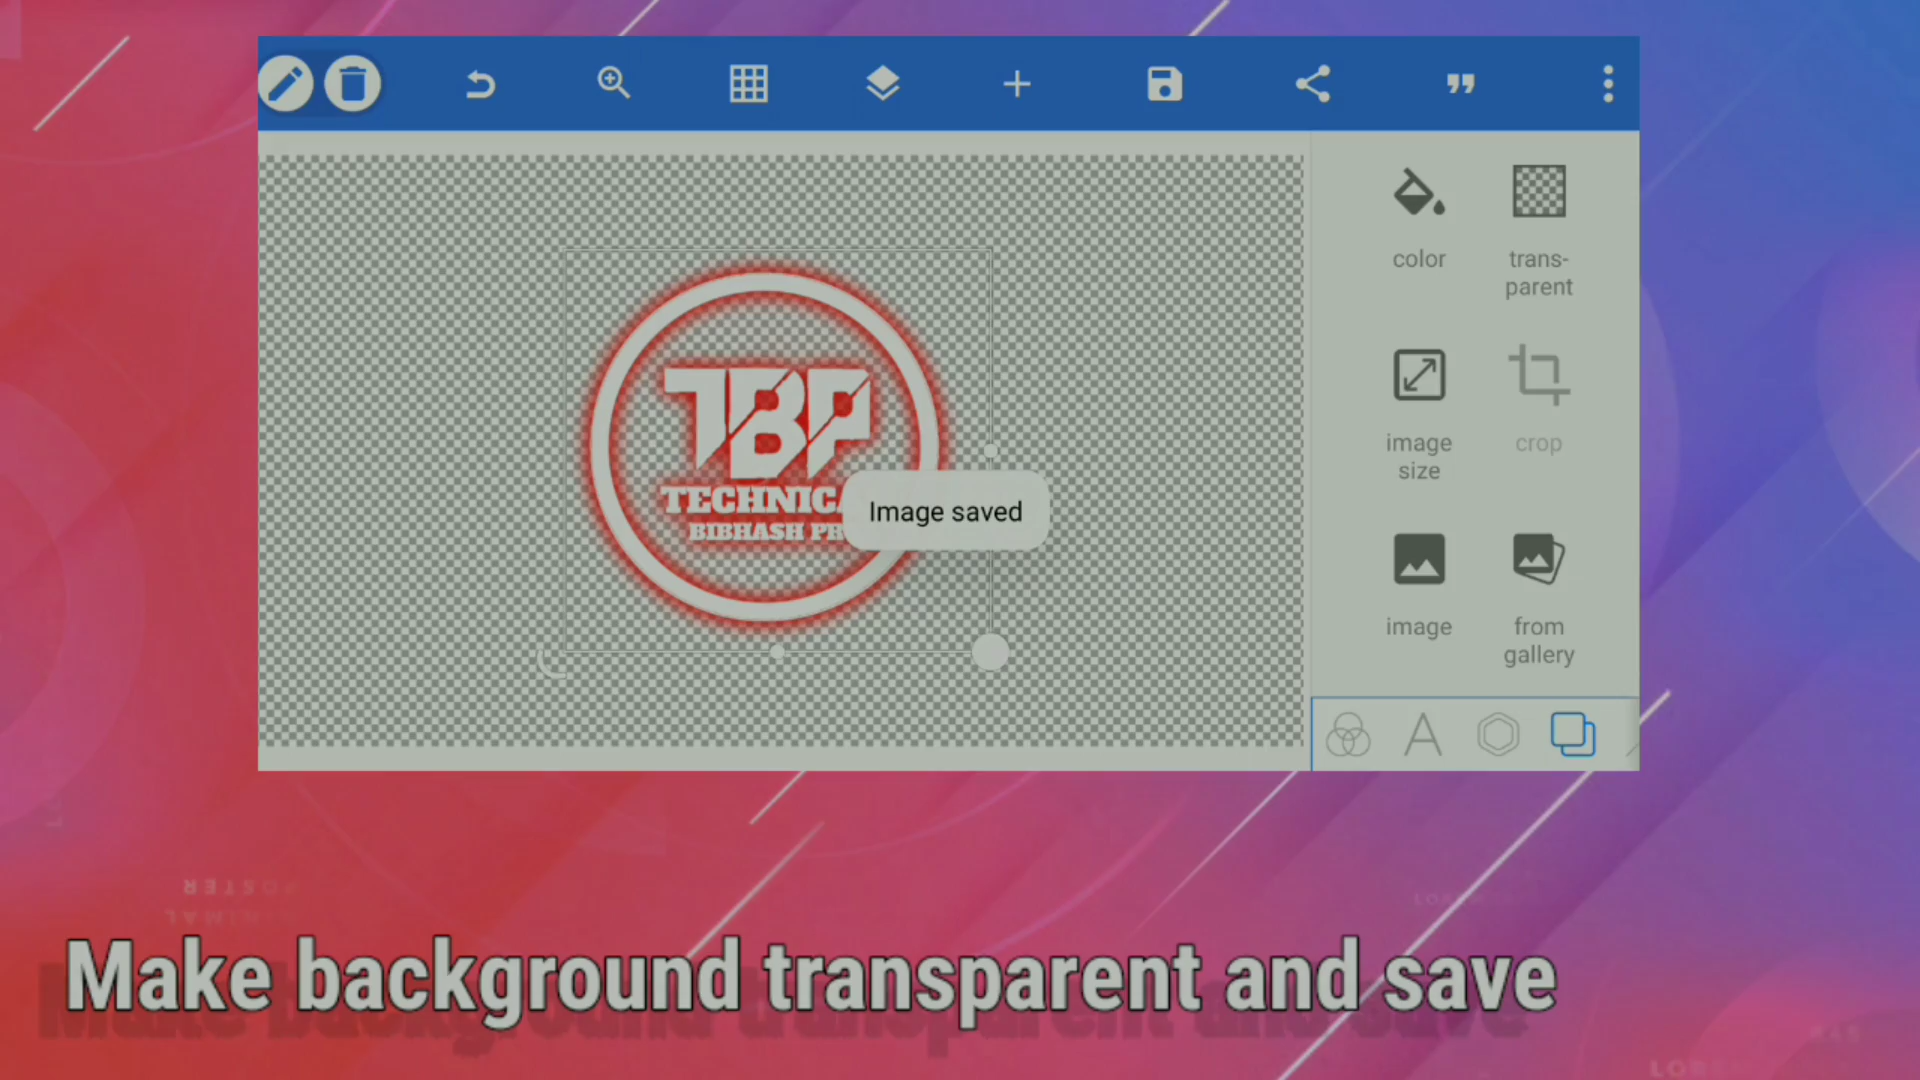 color
trans-
parent
TBP
TECHNICA
Image saved
BIBHASH PR
image
size
crop
image
from
gallery
Make background transparent and save